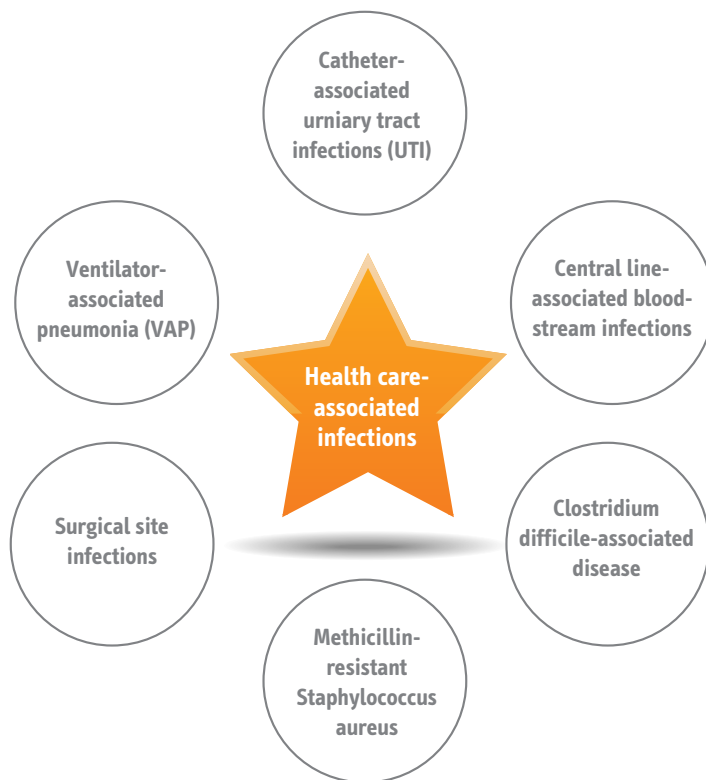 Catheter-
associated
urniary tract
infections (UTI)
Ventilator-
associated
pneumonia (VAP)
Central line-
associated blood-
stream infections
Health care-
associated
infections
Surgical site
infections
Clostridium
difficile-associated
disease
Methicillin-
resistant
Staphylococcus
aureus